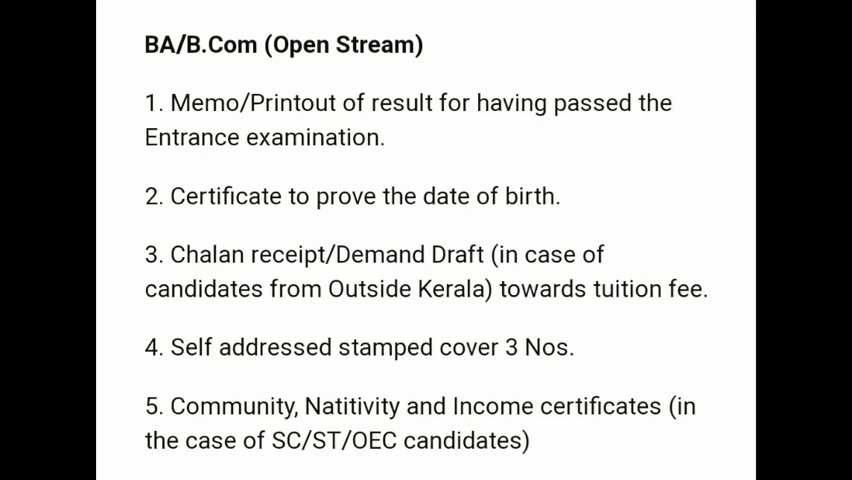 BA/B.Com (Open Stream)
1. Memo/Printout of result for having passed the
Entrance examination.
2. Certificate to prove the date of birth.
3. Chalan receipt/Demand Draft (in case of
candidates from Outside Kerala) towards tuition fee.
4. Self addressed stamped cover 3 Nos.
5. Community, Natitivity and Income certificates (in
the case of SC/ST/OEC candidates)